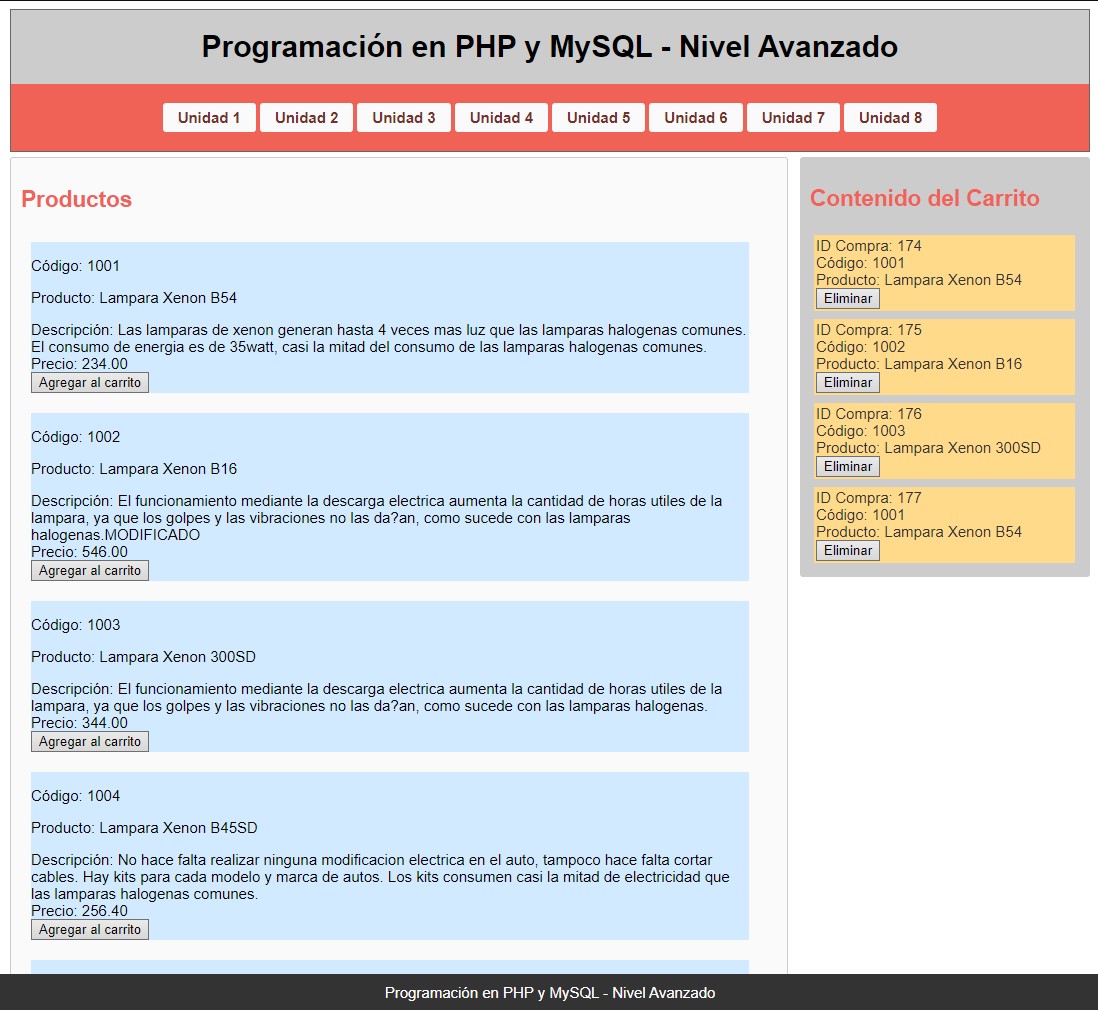 Programación en PHP y MySQL - Nivel Avanzado
Unidad 1 Unidad 2 Unidad 3 Unidad 4 Unidad 5 Unidad 6 Unidad 7 Unidad 8
Productos
Código: 1001
Producto: Lampara Xenon B54
Descripción: Las lamparas de xenon generan hasta 4 veces mas luz que las lamparas halogenas comunes.
El consumo de energia es de 35watt, casi la mitad del consumo de las lamparas halogenas comunes.
Precio: 234.00
Agregar al carrito
Código: 1002
Producto: Lampara Xenon B16
Descripción: El funcionamiento mediante la descarga electrica aumenta la cantidad de horas utiles de la
lampara, ya que los golpes y las vibraciones no las da?an, como sucede con las lamparas
halogenas.MODIFICADO
Precio: 546.00
Agregar al carrito
Código: 1003
Producto: Lampara Xenon 300SD
Descripción: El funcionamiento mediante la descarga electrica aumenta la cantidad de horas utiles de la
lampara, ya que los golpes y las vibraciones no las da?an, como sucede con las lamparas halogenas.
Precio: 344.00
Agregar al carrito
Código: 1004
Producto: Lampara Xenon B45SD
Descripción: No hace falta realizar ninguna modificacion electrica en el auto, tampoco hace falta cortar
cables. Hay kits para cada modelo y marca de autos. Los kits consumen casi la mitad de electricidad que
las lamparas halogenas comunes.
Precio: 256.40
Agregar al carrito
Contenido del Carrito
ID Compra: 174
Código: 1001
Producto: Lampara Xenon B54
Eliminar
ID Compra: 175
Código: 1002
Producto: Lampara Xenon B16
Eliminar
ID Compra: 176
Código: 1003
Producto: Lampara Xenon 300SD
Eliminar
ID Compra: 177
Código: 1001
Producto: Lampara Xenon B54
Eliminar
Programación en PHP y MySQL - Nivel Avanzado